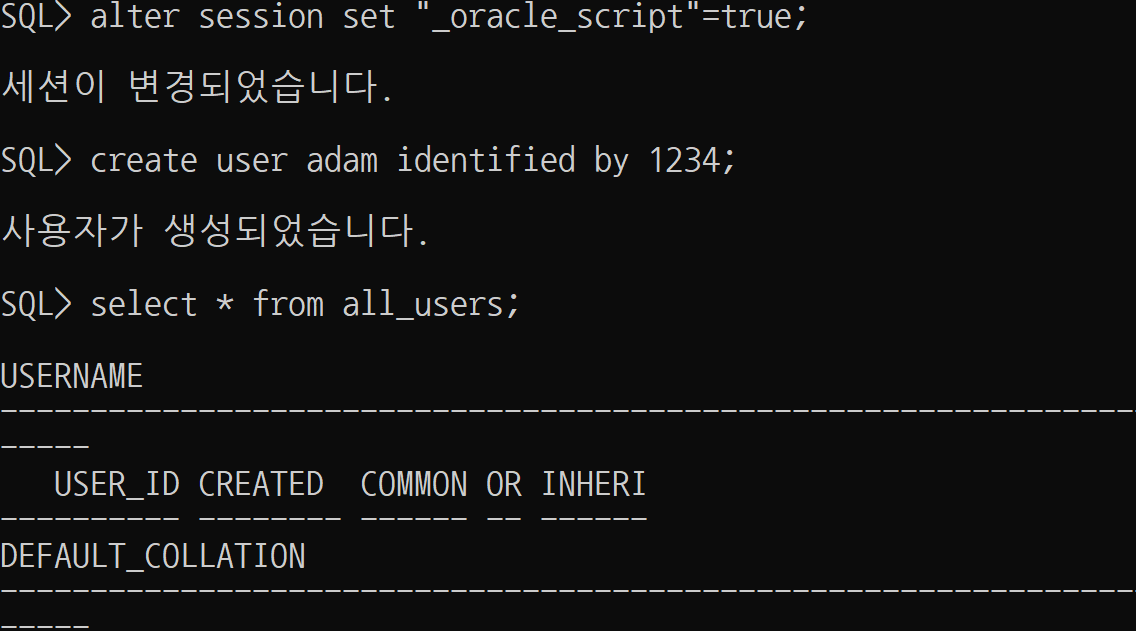 SQL> alter session set "_oracle_script"=true;
세션이 변경되었습니다.
SQL> create user adam identified by 1234;
사용자가 생성되었습니다.
SQL> select * from all_users;
USERNAME
--------------------------------------------------------------------------------
-----
   USER_ID CREATED  COMMON OR INHERI
---------- -------- ------ -- ------
DEFAULT_COLLATION
--------------------------------------------------------------------------------
-----